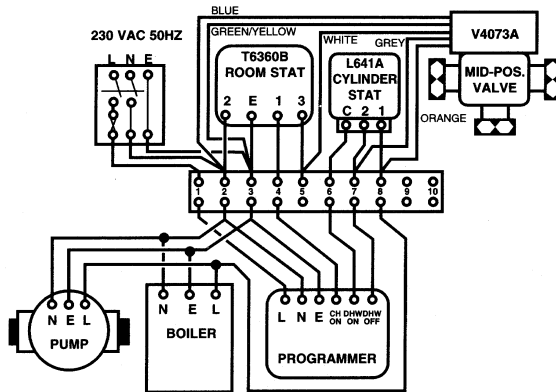 BLUE
230 VAC 50HZ
GREEN/YELLOW
V4073A
WHITE
GREY
L N E
T6360B
ROOM STAT
L641A
CYLINDER
STAT
MID-POS.
VALVE
2 E 1 3
C 2 1
ORANGE
1 2 3 4 5 6 7 8 9 10
N E L
PUMP
N E L
BOILER
L N E CH ON DHW ON DHW OFF
PROGRAMMER